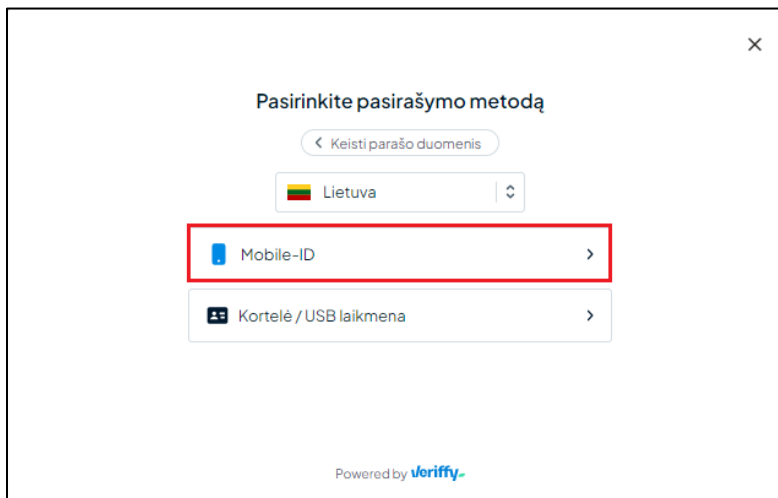 Pasirinkite pasirašymo metodą
Keisti parašo duomenis
Lietuva
Mobile-ID
Kortelė / USB laikmena
Powered by Veriffy